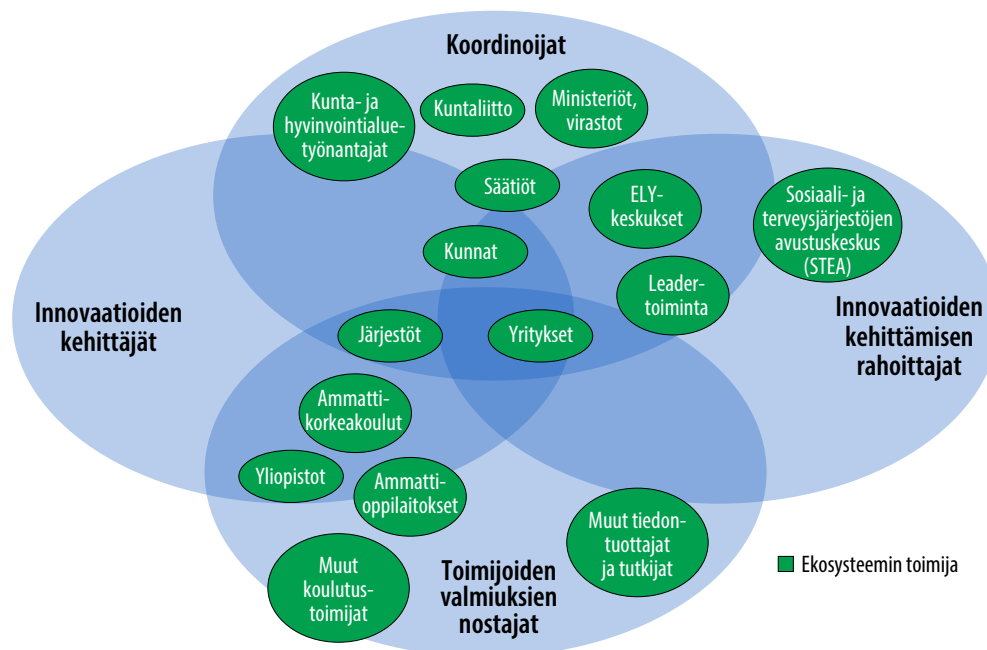 Koordinoijat
Kunta- ja
hyvinvointialue-
työnantajat
Kuntaliitto
Ministeriöt,
virastot
Säätiöt
ELY-
keskukset
Sosiaali- ja
terveysjärjestöjen
avustuskeskus
(STEA)
Kunnat
Leader-
toiminta
Innovaatioiden
kehittäjät
Järjestöt
Yritykset
Innovaatioiden
kehittämisen
rahoittajat
Ammatti-
korkeakoulut
Yliopistot
Ammatti-
oppilaitokset
Muut
koulutus-
toimijat
Toimijoiden
valmiuksien
nostajat
Muut tiedon-
tuottajat
ja tutkijat
Ekosysteemin toimija